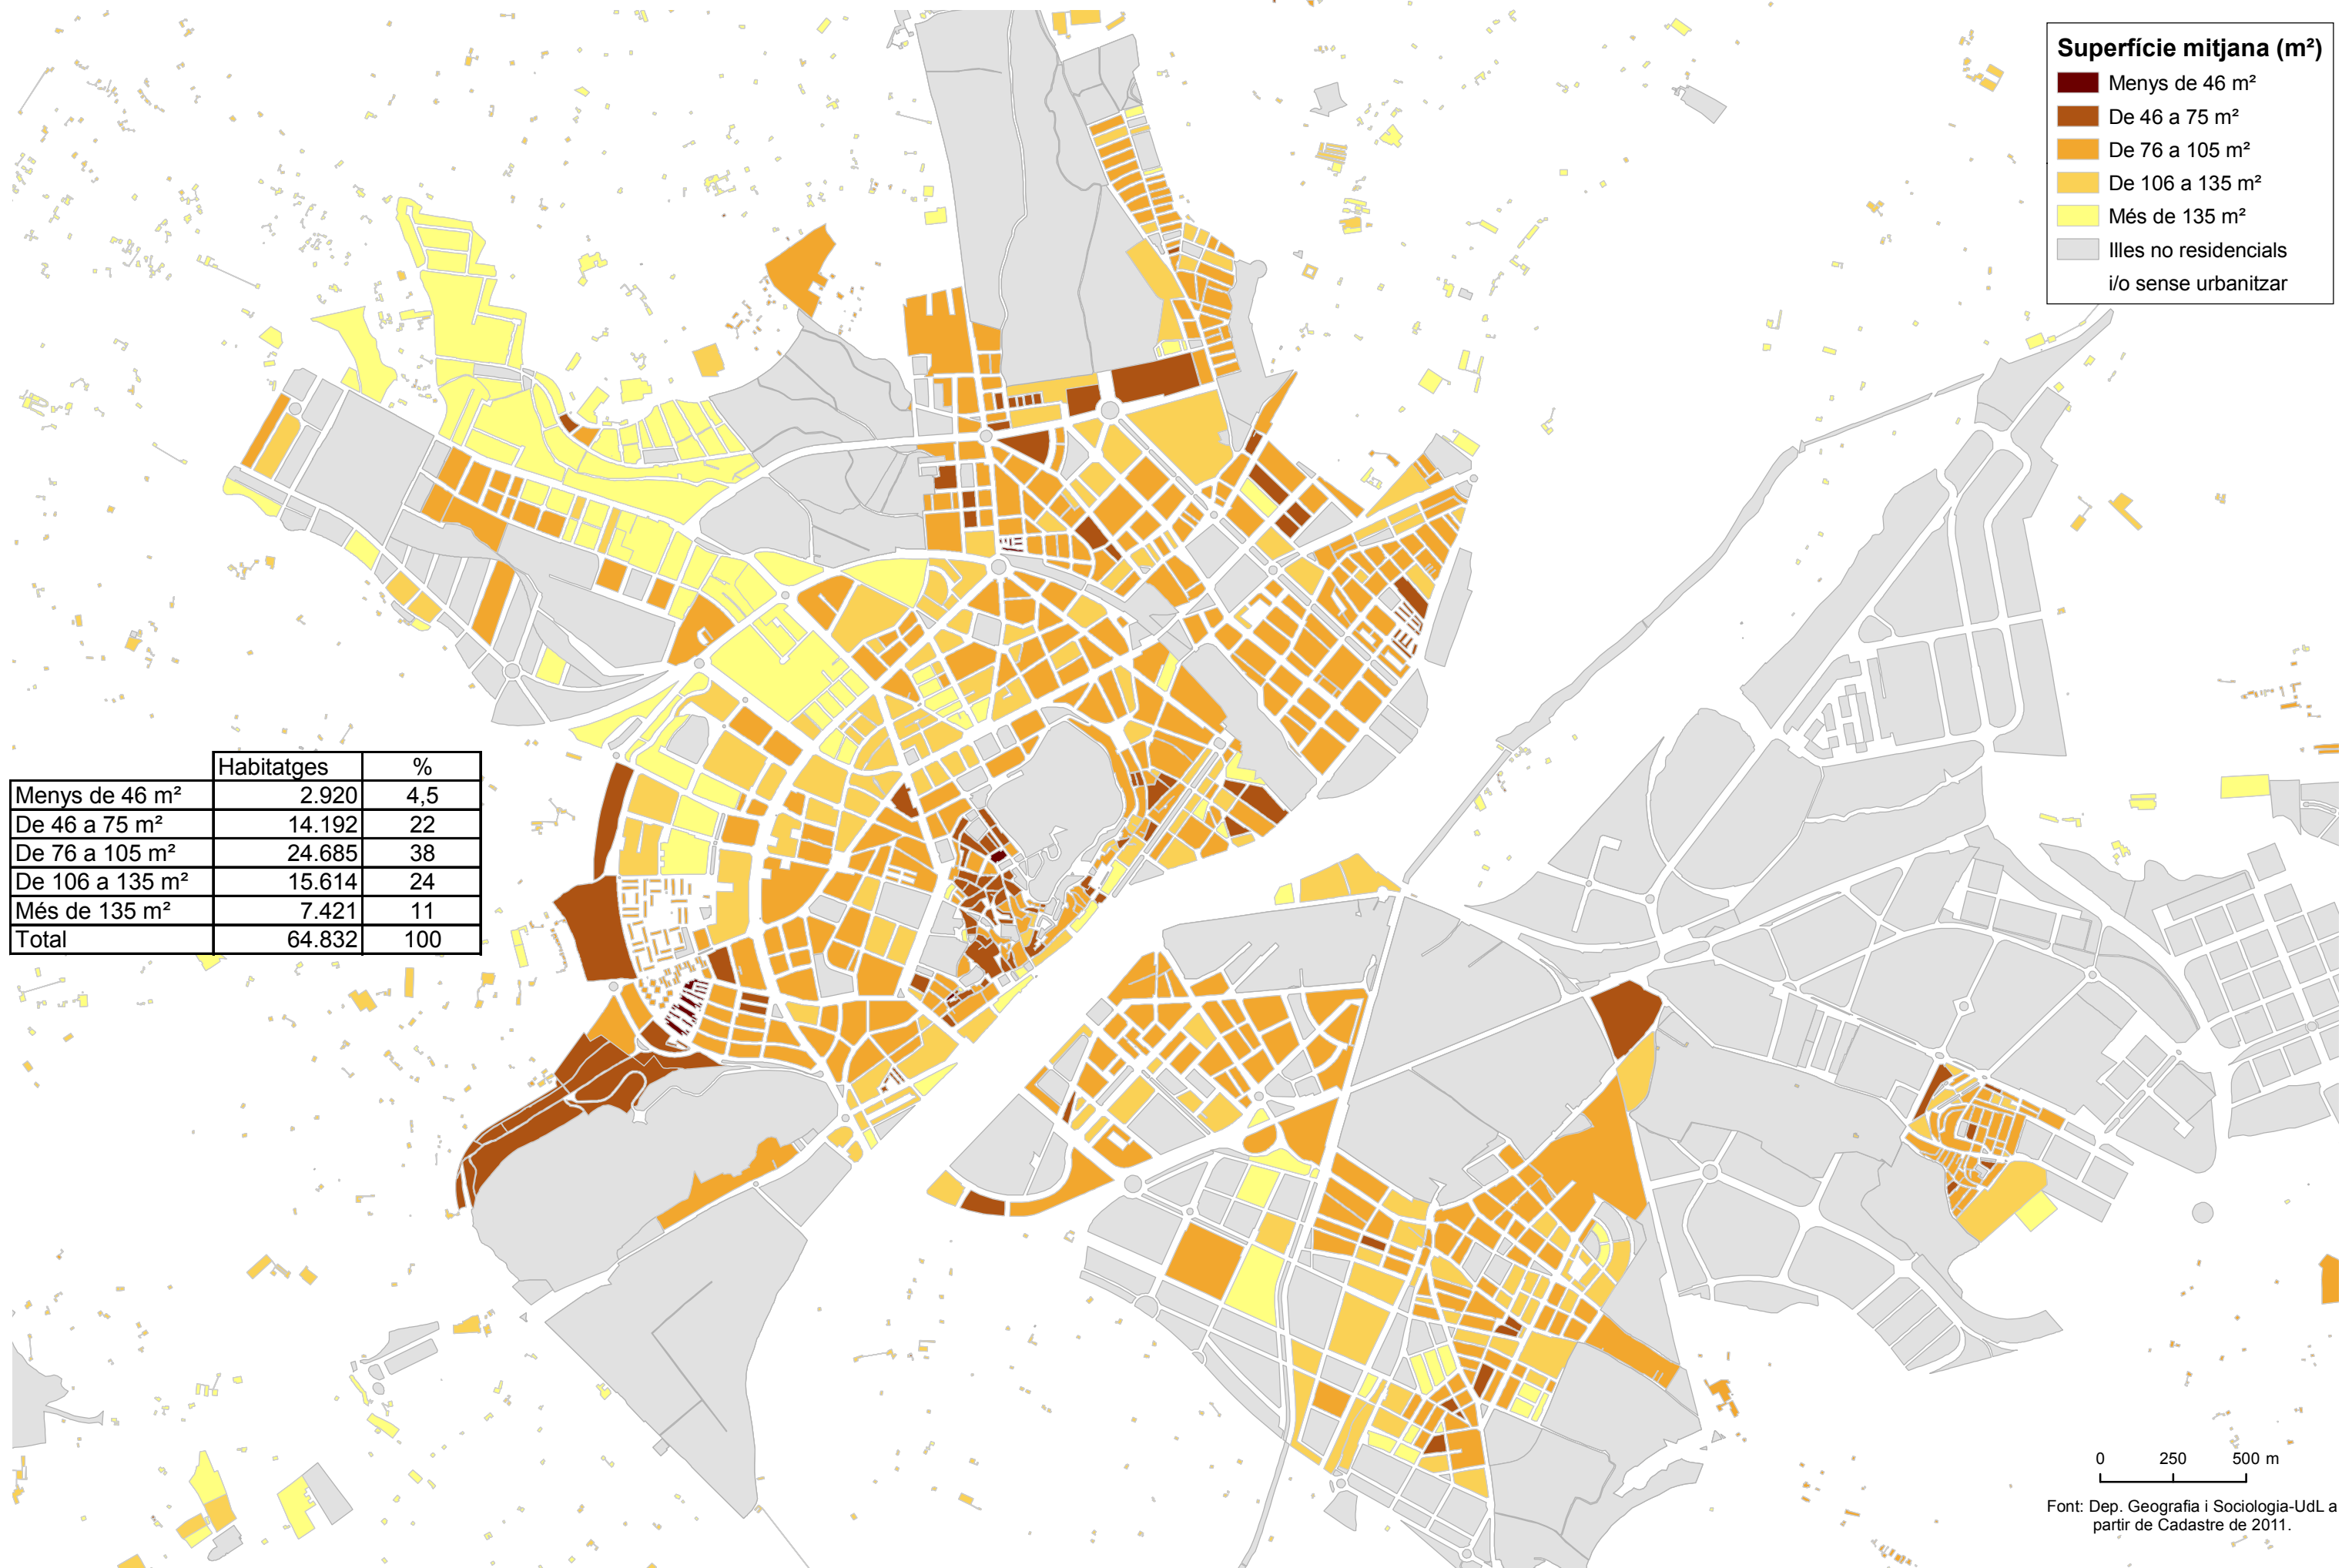 Superfície mitjana (m²)
Menys de 46 m²
De 46 a 75 m²
De 76 a 105 m²
De 106 a 135 m²
Més de 135 m²
Illes no residencials
i/o sense urbanitzar
Habitatges %
Menys de 46 m² 2.920 4,5
De 46 a 75 m² 14.192 22
De 76 a 105 m² 24.685 38
De 106 a 135 m² 15.614 24
Més de 135 m² 7.421 11
Total 64.832 100
0 250 500 m
Font: Dep. Geografia i Sociologia-UdL a
partir de Cadastre de 2011.